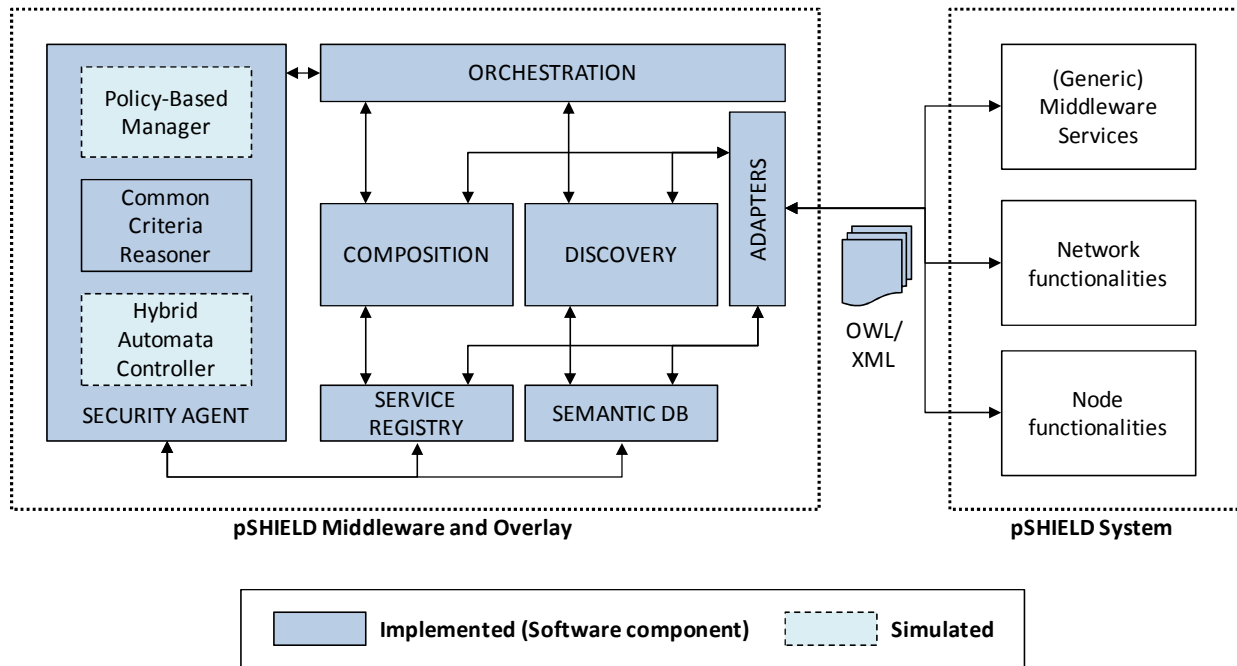 Policy-Based
Manager
Common
Criteria
Reasoner
Hybrid
Automata
Controller
SECURITY AGENT
ORCHESTRATION
COMPOSITION
DISCOVERY
ADAPTERS
SERVICE
REGISTRY
SEMANTIC DB
pSHIELD Middleware and Overlay
OWL/
XML
(Generic)
Middleware
Services
Network
functionalities
Node
functionalities
pSHIELD System
Implemented (Software component)
Simulated